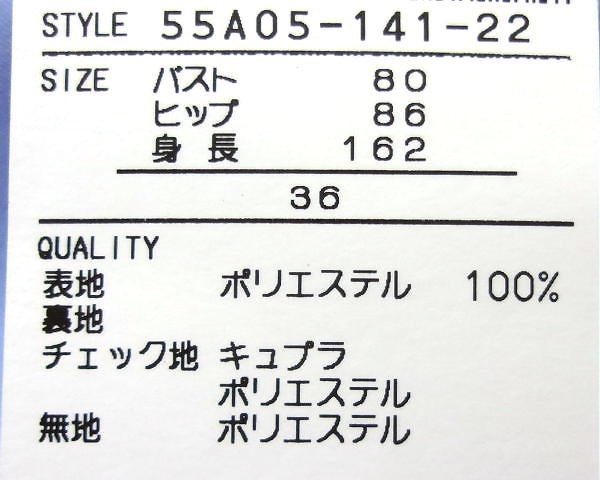 STYLE 55A05-141-22
SIZE バスト 80
ヒップ 86
身長 162
36
QUALITY
表地 ポリエステル 100%
裏地
チェック地 キュプラ
ポリエステル
無地 ポリエステル